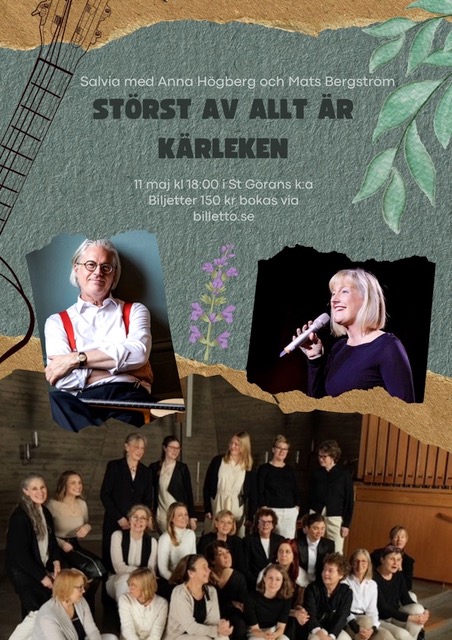 Salvia med Anna Högberg och Mats Bergström
STÖRST AV ALLT ÄR
KÄRLEKEN
11 maj kl 18:00 i St Görans k:a
Biljetter 150 kr bokas via
billetto.se